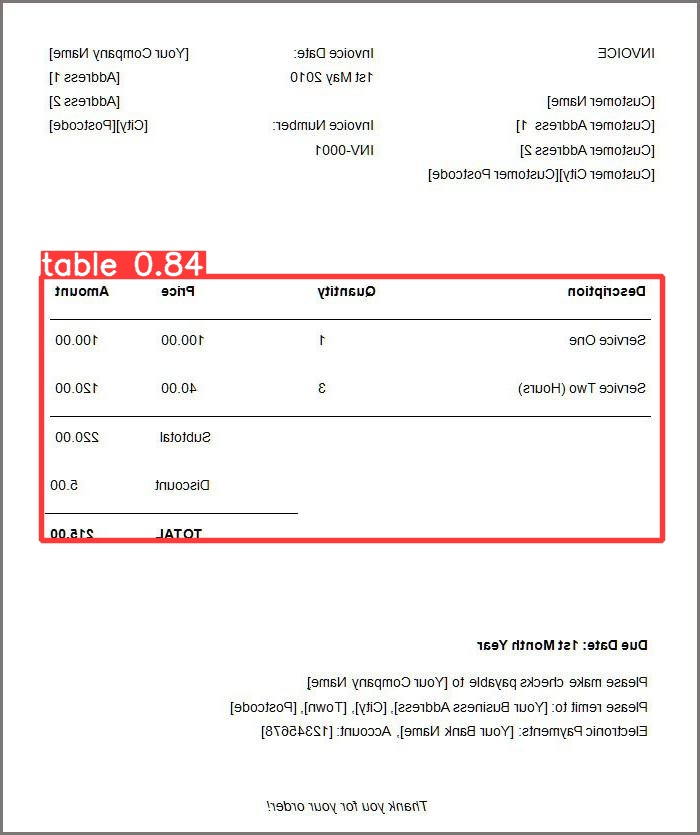 INVOICE Invoice Date: [Your Company Name]
1st May 2010 [Address 1]
[Customer Name] [Address 2]
[Customer Address 1] Invoice Number: [City][Postcode]
[Customer Address 2] INV-0001
[Customer City][Customer Postcode]
table 0.84
Description Quantity Price Amount
Service One 1 100.00 100.00
Service Two (Hours) 3 40.00 120.00
Subtotal 220.00
Discount 5.00
TOTAL 215.00
Due Date: 1st Month Year
Please make checks payable to [Your Company Name]
Please remit to: [Your Business Address], [City], [Town], [Postcode]
Electronic Payments: [Your Bank Name], Account: [12345678]
Thank you for your order!